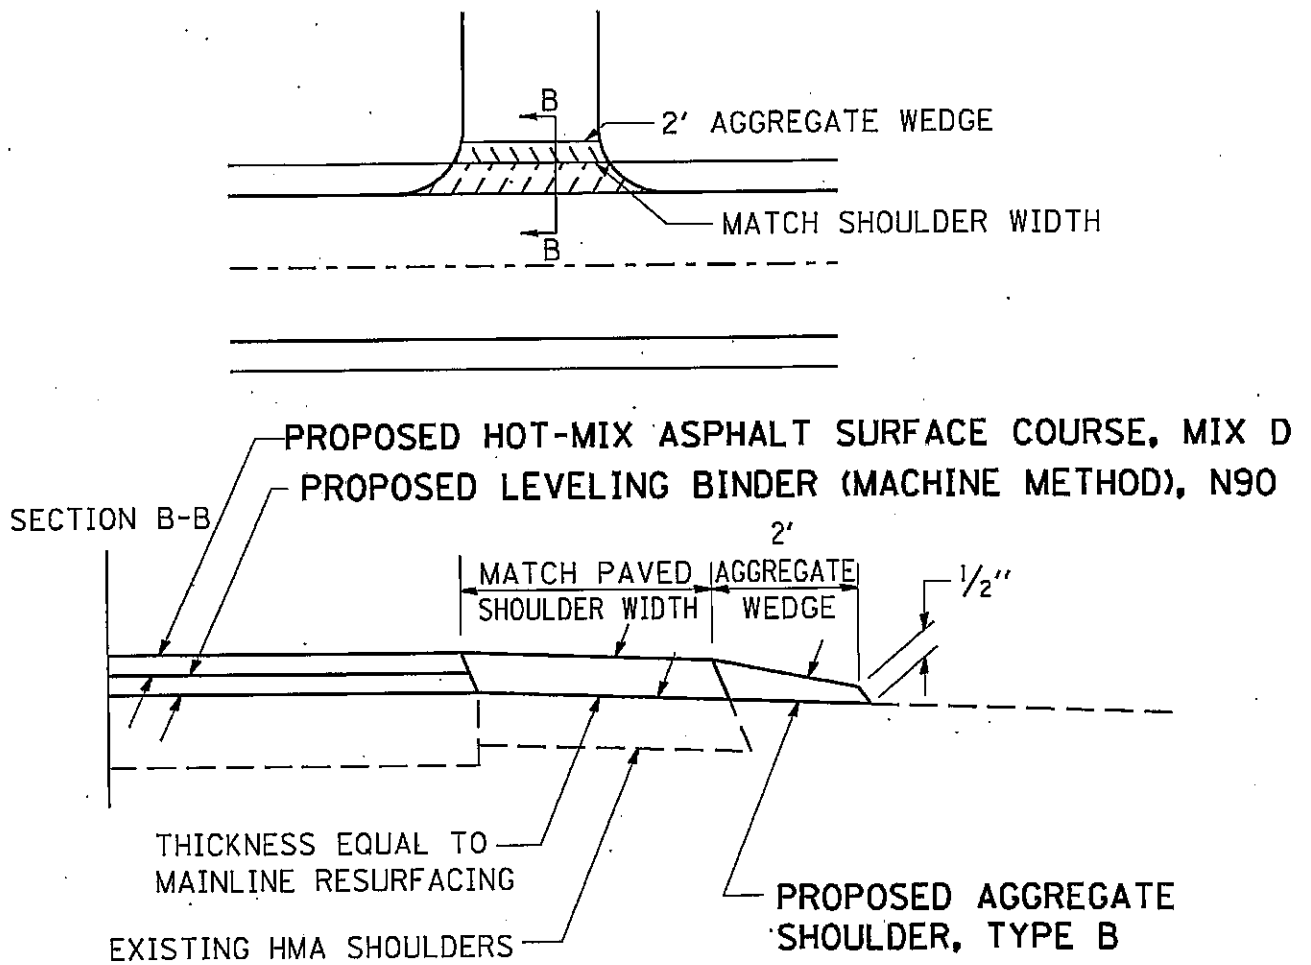 B
2' AGGREGATE WEDGE
MATCH SHOULDER WIDTH
B
PROPOSED HOT-MIX ASPHALT SURFACE COURSE, MIX D
PROPOSED LEVELING BINDER (MACHINE METHOD), N90
SECTION B-B
MATCH PAVED
SHOULDER WIDTH
2'
AGGREGATE
WEDGE
1/2"
THICKNESS EQUAL TO
MAINLINE RESURFACING
EXISTING HMA SHOULDERS
PROPOSED AGGREGATE
SHOULDER, TYPE B